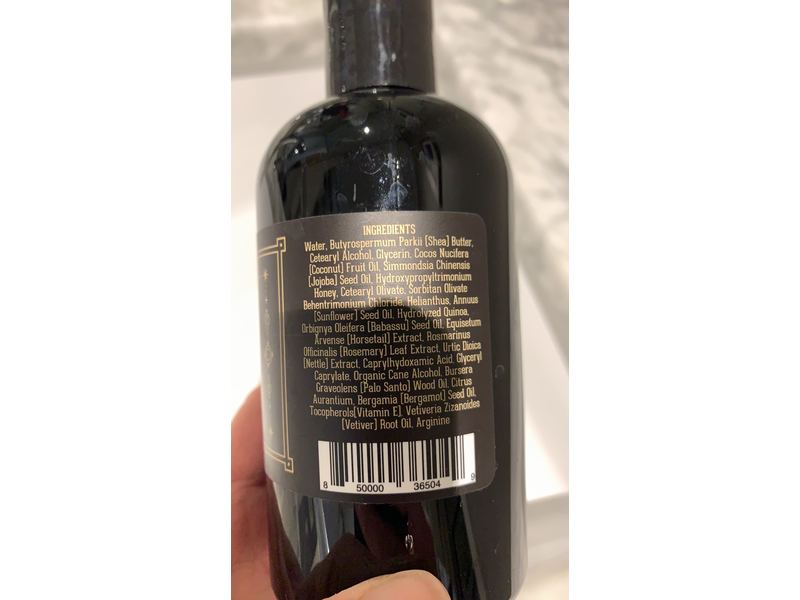 INGREDIENTS
Water, Butyrospermum Parkii [Shea] Butter,
Cetearyl Alcohol, Glycerin, Cocos Nucifera
[Coconut] Fruit Oil, Simmondsia Chinensis
[Jojoba] Seed Oil, Hydroxypropyltrimonium
Honey, Cetearyl Olivate, Sorbitan Olivate
Behentrimonium Chloride, Helianthus, Annuus
[Sunflower] Seed Oil, Hydrolyzed Quinoa,
Orbignya Oleifera [Babassu] Seed Oil, Equisetum
Arvense [Horsetail] Extract, Rosmarinus
Officinalis [Rosemary] Leaf Extract, Urtic Dioica
[Nettle] Extract, Caprylhydoxamic Acid, Glyceryl
Caprylate, Organic Cane Alcohol, Bursera
Graveolens [Palo Santo] Wood Oil, Citrus
Aurantium, Bergamia [Bergamot] Seed Oil,
Tocopherols[Vitamin E], Vetiveria Zizanoides
[Vetiver] Root Oil, Arginine
8 50000 36504 9